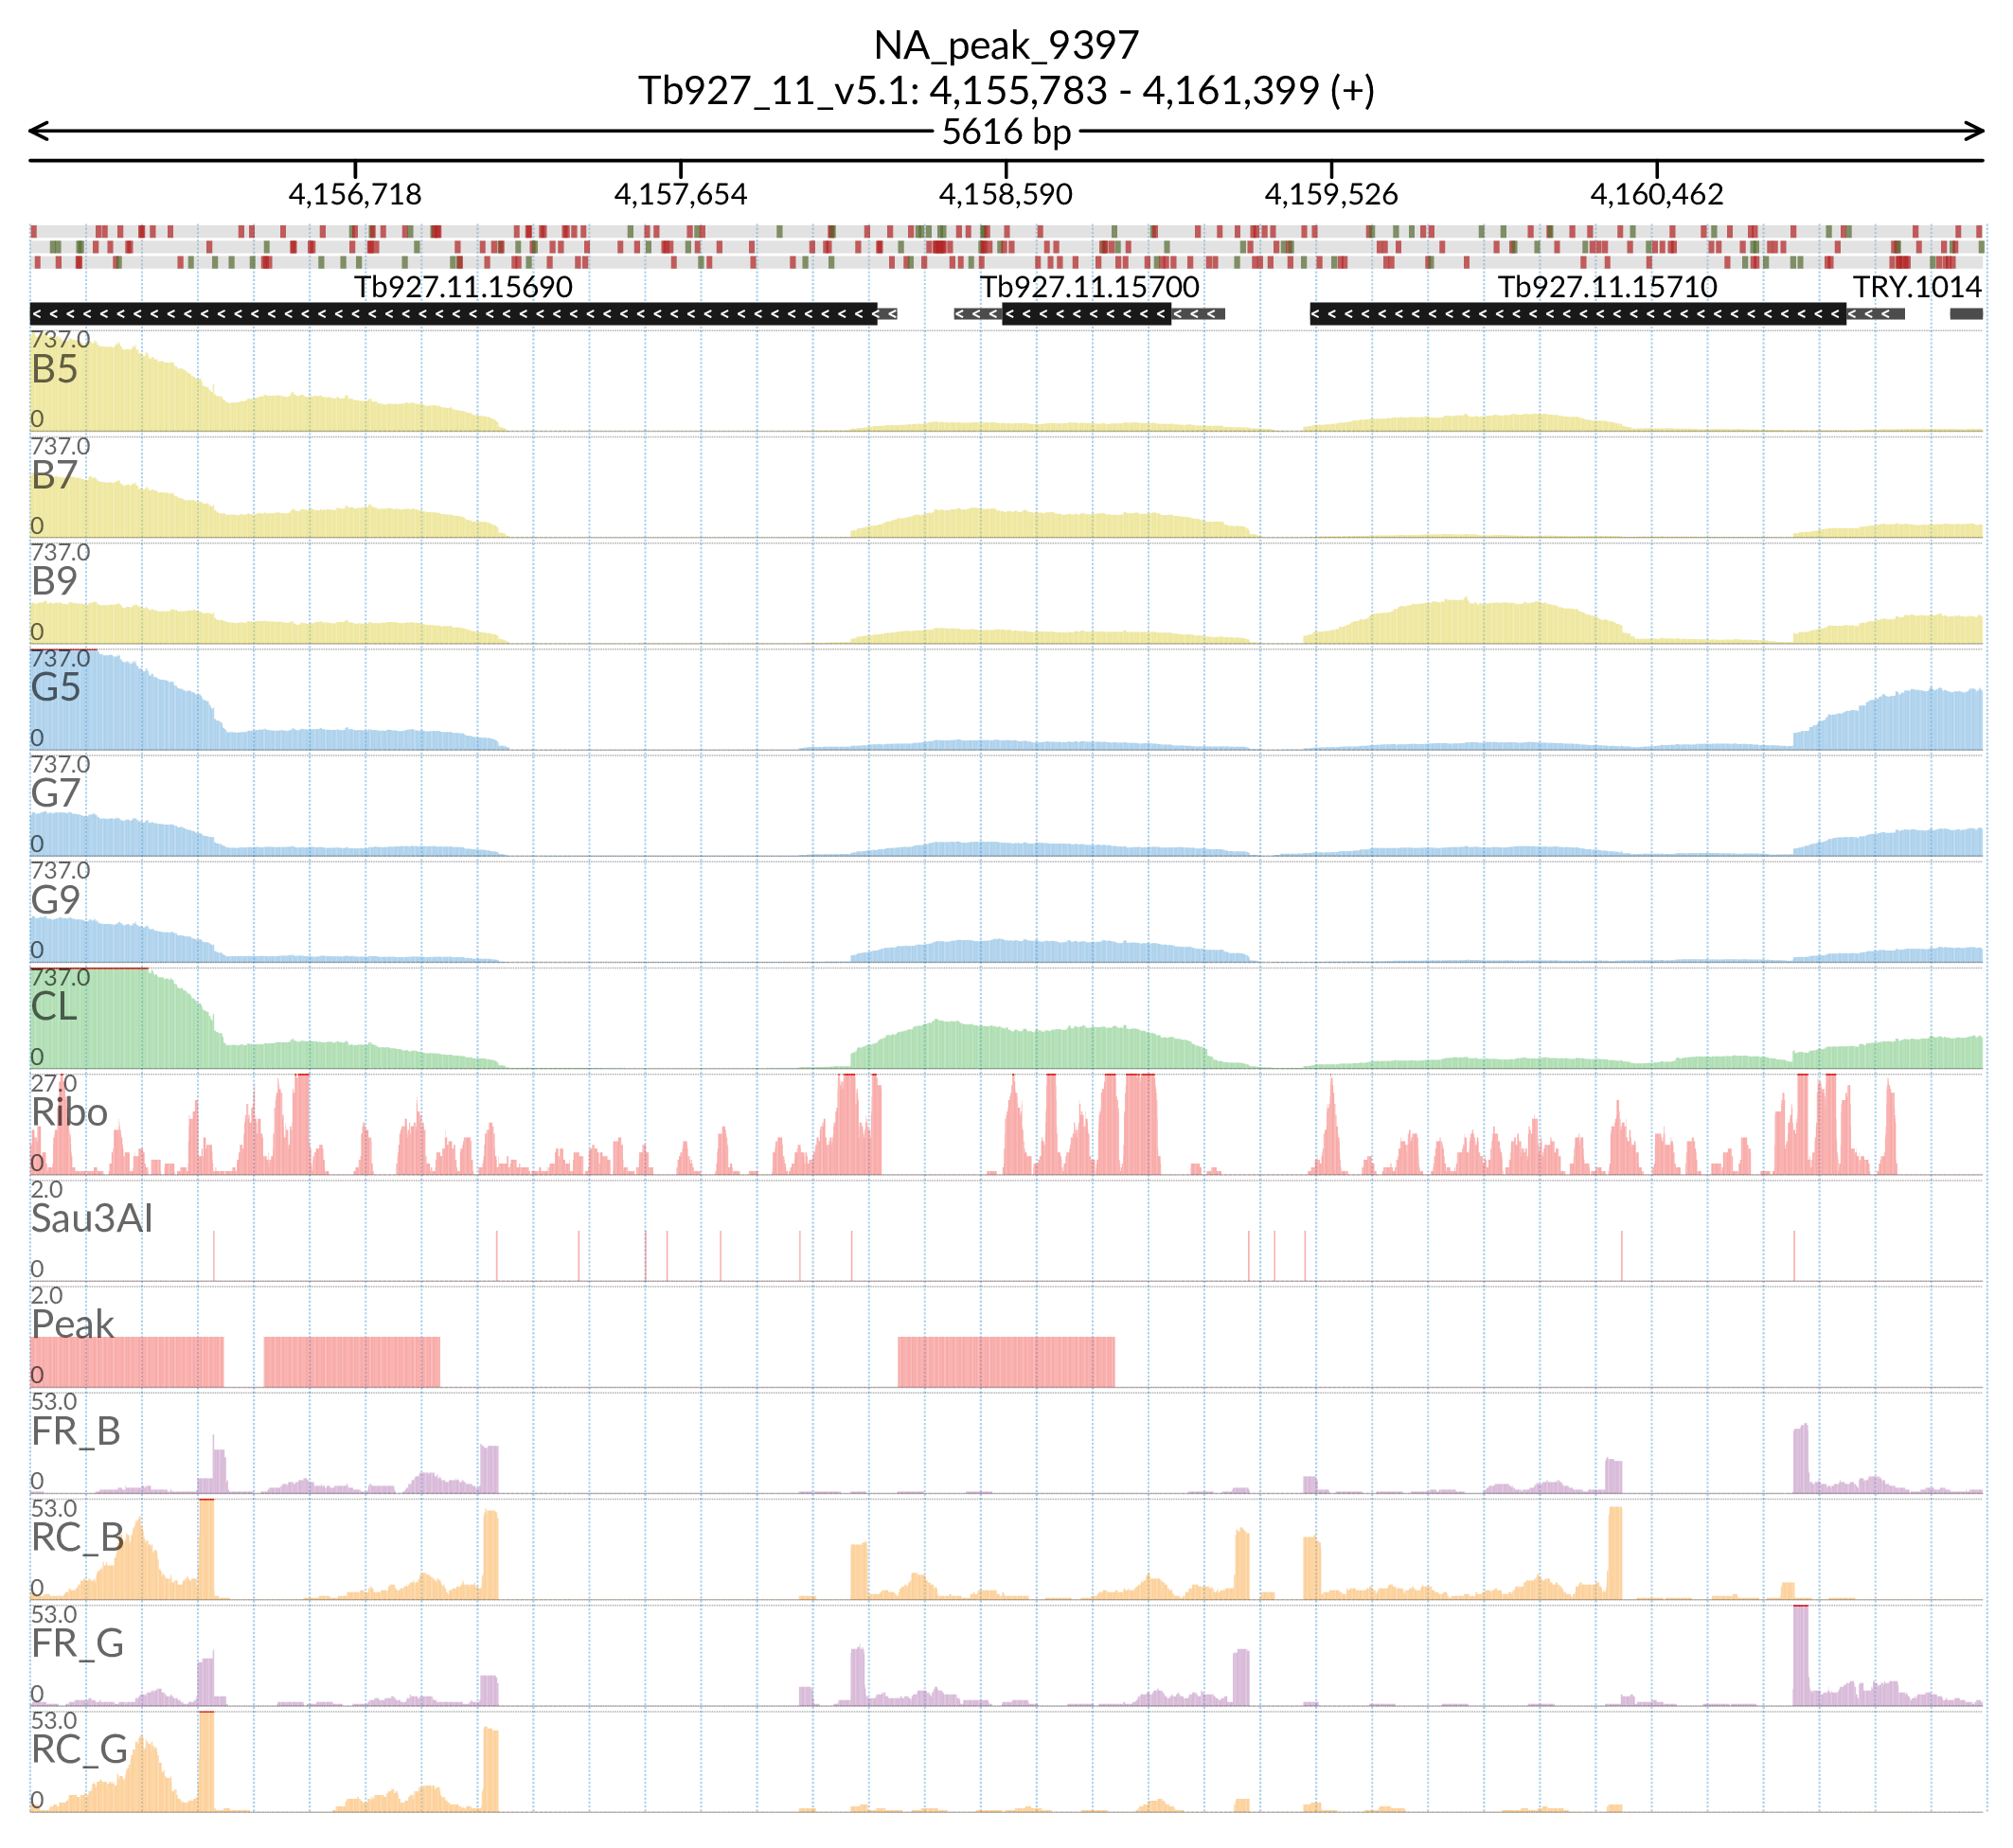 NA_peak_9397
Tb927_11_v5.1: 4,155,783 - 4,161,399 (+)
5616 bp
4,156,718 4,157,654 4,158,590 4,159,526 4,160,462
Tb927.11.15690 Tb927.11.15700 Tb927.11.15710 TRY.1014
737.0
B5
0
737.0
B7
0
737.0
B9
0
737.0
G5
0
737.0
G7
0
737.0
G9
0
737.0
CL
0
27.0
Ribo
0
2.0
Sau3AI
0
2.0
Peak
0
53.0
FR_B
0
53.0
RC_B
0
53.0
FR_G
0
53.0
RC_G
0